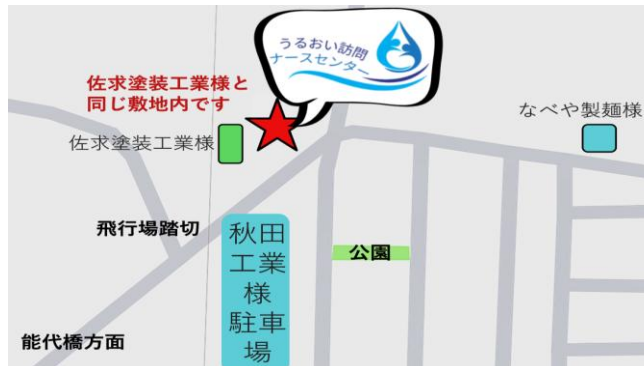 うるおい訪問
ナースセンター
佐求塗装工業様と
同じ敷地内です
佐求塗装工業様
なべや製麺様
飛行場踏切
秋田
工業
様
駐車
場
公園
能代橋方面